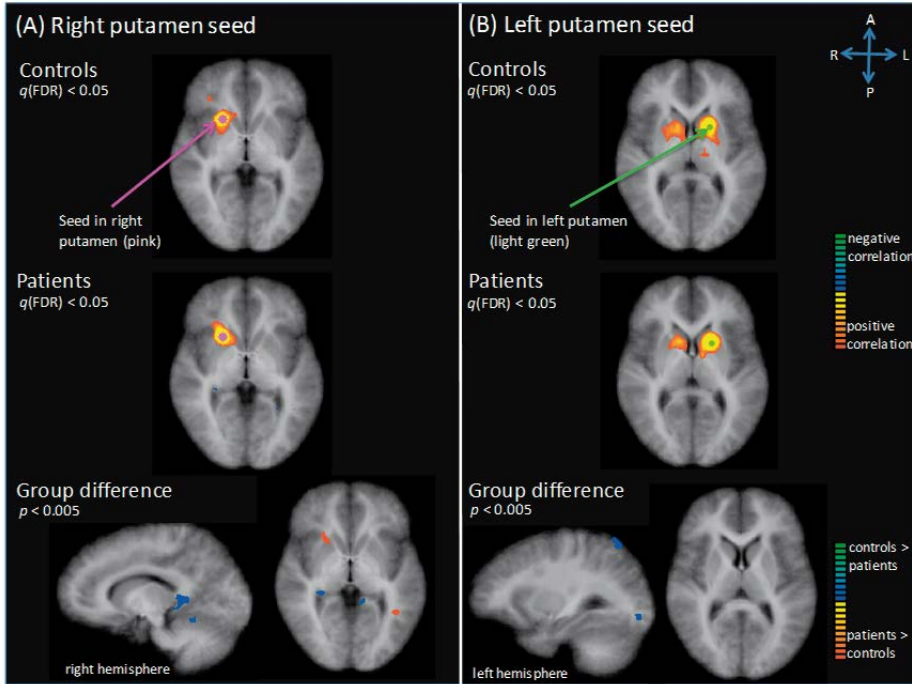 (A) Right putamen seed
Controls
q(FDR) < 0.05
Seed in right
putamen (pink)
Patients
q(FDR) < 0.05
Group difference
p < 0.005
right hemisphere
(B) Left putamen seed
Controls
q(FDR) < 0.05
Seed in left putamen
(light green)
Patients
q(FDR) < 0.05
Group difference
p < 0.005
left hemisphere
A
R L
P
negative
correlation
positive
correlation
controls >
patients
patients >
controls